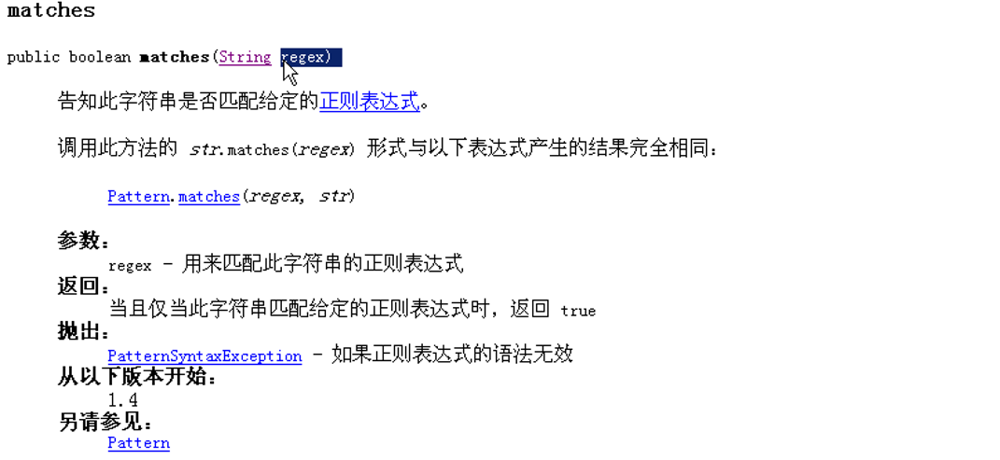 matches
public boolean matches(String regex)
告知此字符串是否匹配给定的正则表达式。
调用此方法的 str.matches(regex) 形式与以下表达式产生的结果完全相同：
Pattern.matches(regex, str)
参数：
regex - 用来匹配此字符串的正则表达式
返回：
当且仅当此字符串匹配给定的正则表达式时，返回 true
抛出：
PatternSyntaxException - 如果正则表达式的语法无效
从以下版本开始：
1.4
另请参见：
Pattern